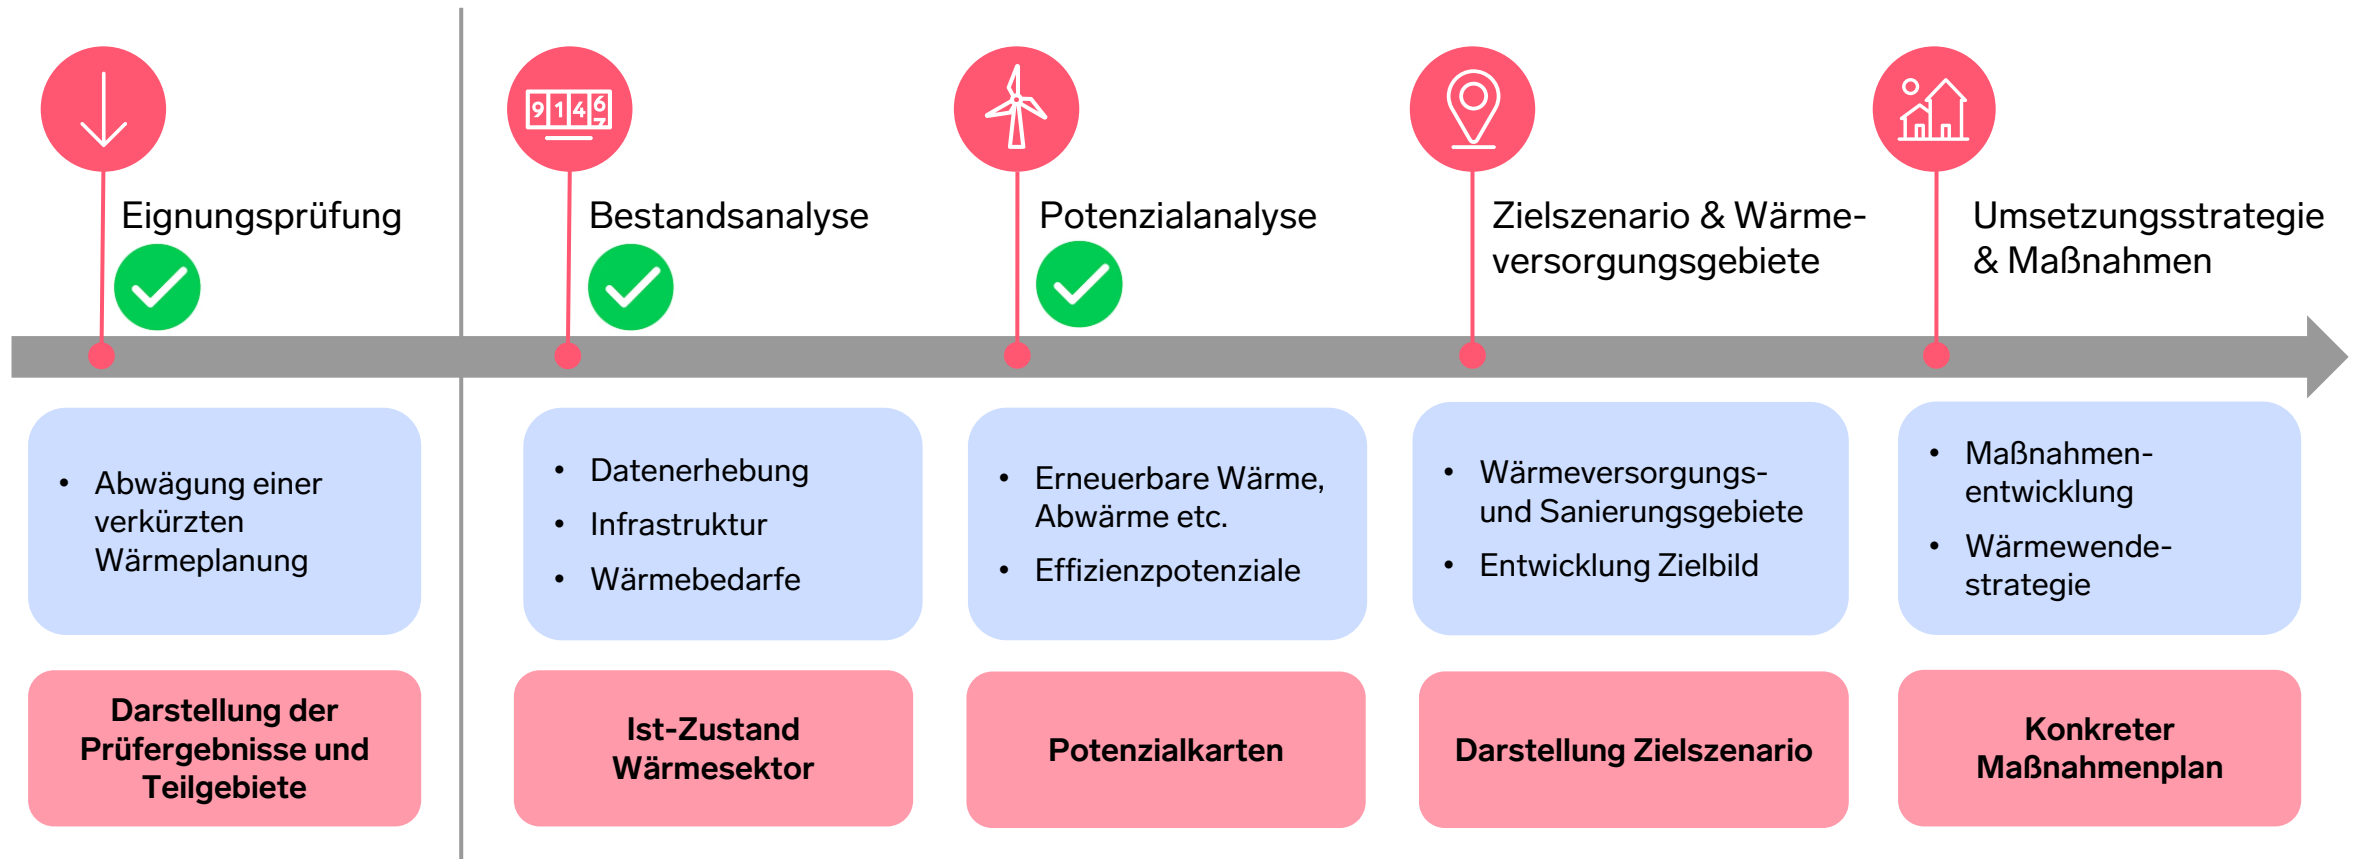 9146
7
Eignungsprüfung
Bestandsanalyse
Potenzialanalyse
Zielszenario & Wärme-
versorgungsgebiete
Umsetzungsstrategie
& Maßnahmen
• Abwägung einer
verkürzten
Wärmeplanung
• Datenerhebung
• Infrastruktur
• Wärmebedarfe
• Erneuerbare Wärme,
Abwärme etc.
• Effizienzpotenziale
• Wärmeversorgungs-
und Sanierungsgebiete
• Entwicklung Zielbild
• Maßnahmen-
entwicklung
• Wärmewende-
strategie
Darstellung der
Prüfergebnisse und
Teilgebiete
Ist-Zustand
Wärmesektor
Potenzialkarten
Darstellung Zielszenario
Konkreter
Maßnahmenplan